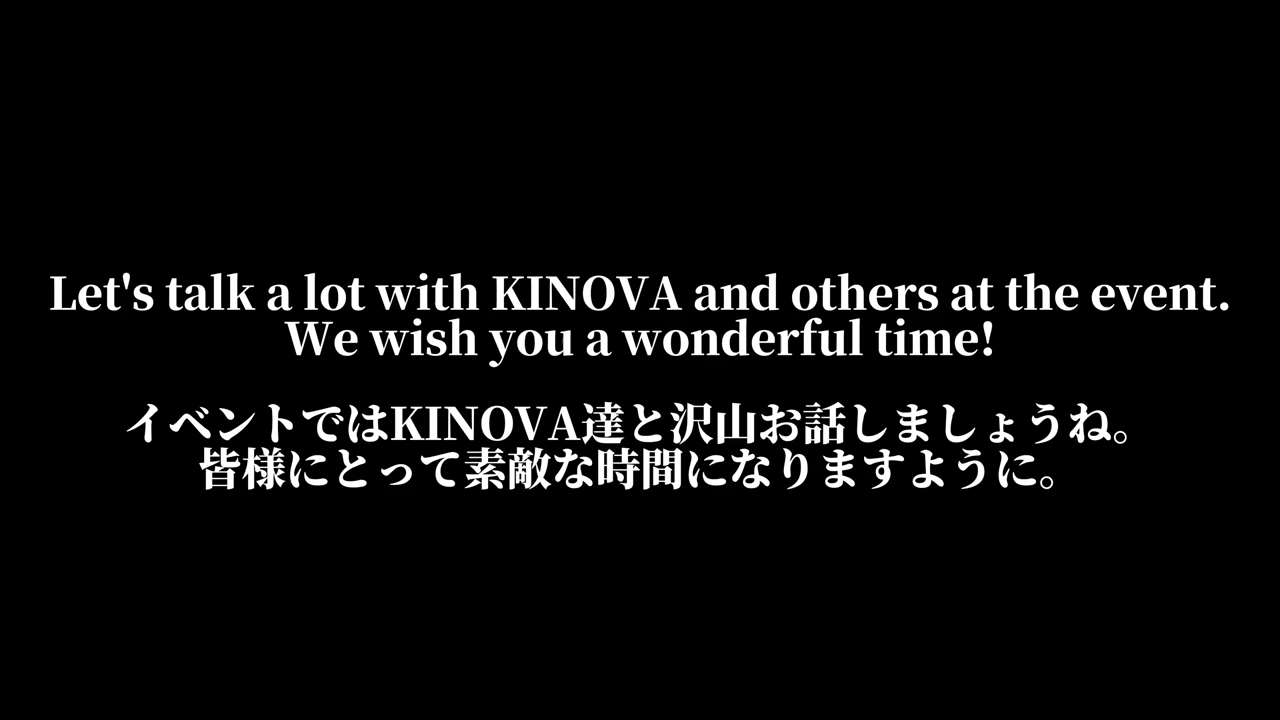 Let's talk a lot with KINOVA and others at the event.
We wish you a wonderful time!
イベントではKINOVA達と沢山お話しましょうね。
皆様にとって素敵な時間になりますように。